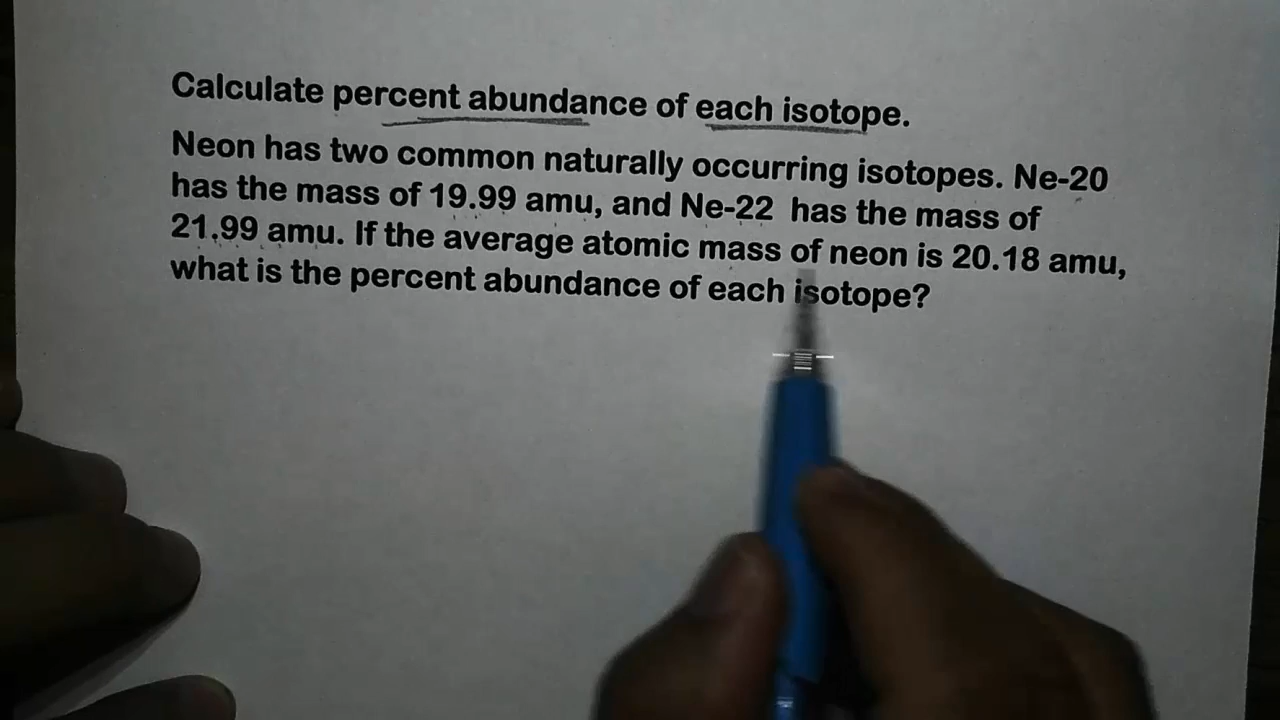 Calculate percent abundance of each isotope.
Neon has two common naturally occurring isotopes. Ne-20
has the mass of 19.99 amu, and Ne-22 has the mass of
21.99 amu. If the average atomic mass of neon is 20.18 amu,
what is the percent abundance of each isotope?